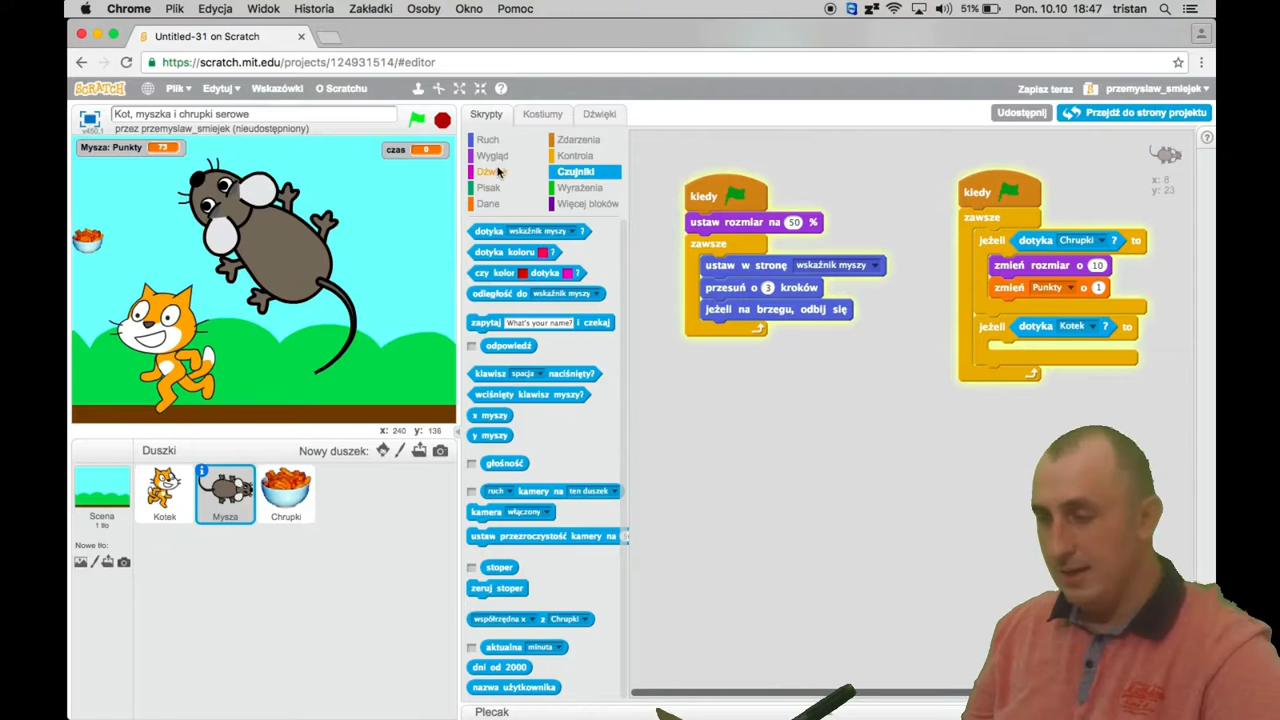 Chrome Plik Edycja Widok Historia Zakładki Osoby Okno Pomoc 51% Pon. 10.10 18:47 tristan
Untitled-31 on Scratch
https://scratch.mit.edu/projects/124931514/#editor
SCRATCH Plik Edytuj Wskazówki O Scratchu Zapisz teraz przemyslaw_smiejek
v450.1
Kot, myszka i chrupki serowe
przez przemyslaw_smiejek (nieudostępniony)
Skrypty Kostiumy Dźwięki
Udostępnij Przejdź do strony projektu
Mysza: Punkty 73
czas 0
Ruch Zdarzenia
Wygląd Kontrola
Czujniki
Pisak Wyrażenia
Dane Więcej bloków
dotyka wskaźnik myszy ?
dotyka koloru ?
czy kolor dotyka ?
odległość do wskaźnik myszy
zapytaj What's your name? i czekaj
odpowiedź
klawisz spacja naciśnięty?
wciśnięty klawisz myszy?
x myszy
y myszy
głośność
ruch kamery na ten duszek
kamera włączony
ustaw przezroczystość kamery na
stoper
zeruj stoper
współrzędna x z Chrupki
aktualna minuta
dni od 2000
nazwa użytkownika
kiedy
ustaw rozmiar na 50 %
zawsze
ustaw w stronę wskaźnik myszy
przesuń o 3 kroków
jeżeli na brzegu, odbij się
kiedy
zawsze
jeżeli dotyka Chrupki ? to
zmień rozmiar o 10
zmień Punkty o 1
jeżeli dotyka Kotek ? to
x: 8
y: 23
x: 240 y: 136
Duszki Nowy duszek:
Scena
1 tło
Nowe tło:
Kotek
Mysza
Chrupki
Plecak